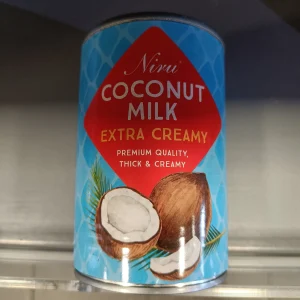 Niru
COCONUT
MILK
EXTRA CREAMY
PREMIUM QUALITY,
THICK & CREAMY